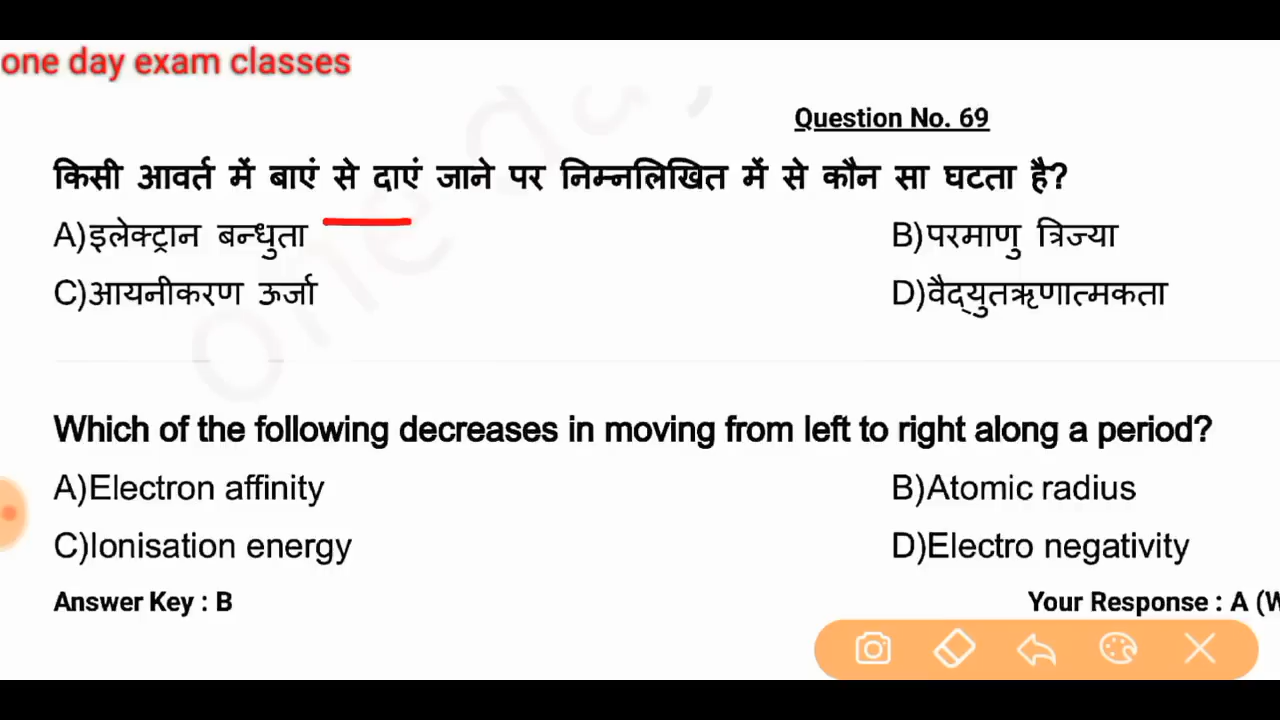 one day exam classes
Question No. 69
किसी आवर्त में बाएं से दाएं जाने पर निम्नलिखित में से कौन सा घटता है?
A)इलेक्ट्रान बन्धुता B)परमाणु त्रिज्या
C)आयनीकरण ऊर्जा D)वैद्युतऋणात्मकता
Which of the following decreases in moving from left to right along a period?
A)Electron affinity B)Atomic radius
C)Ionisation energy D)Electro negativity
Answer Key : B Your Response : A